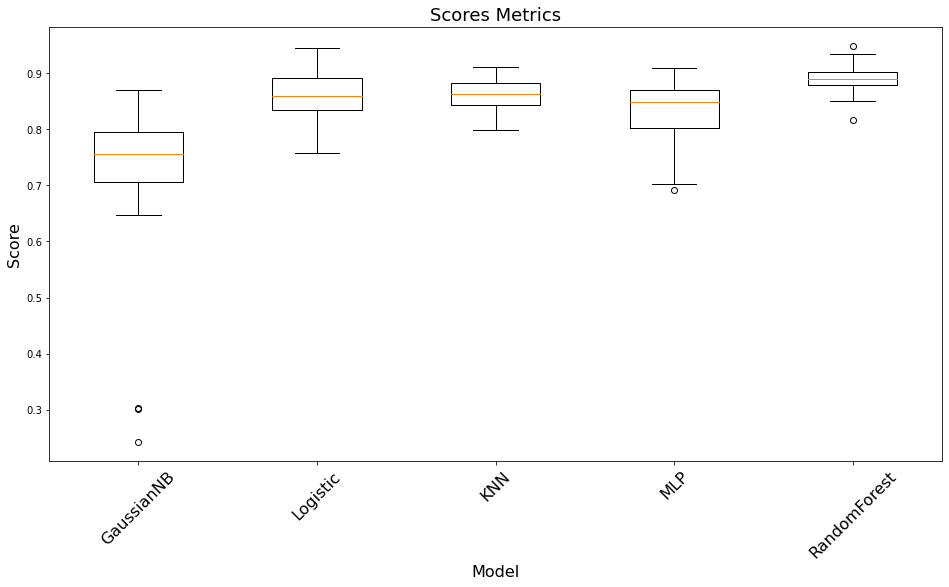 Scores Metrics
Score
0.9
0.8
0.7
0.6
0.5
0.4
0.3
GaussianNB
Logistic
KNN
MLP
RandomForest
Model